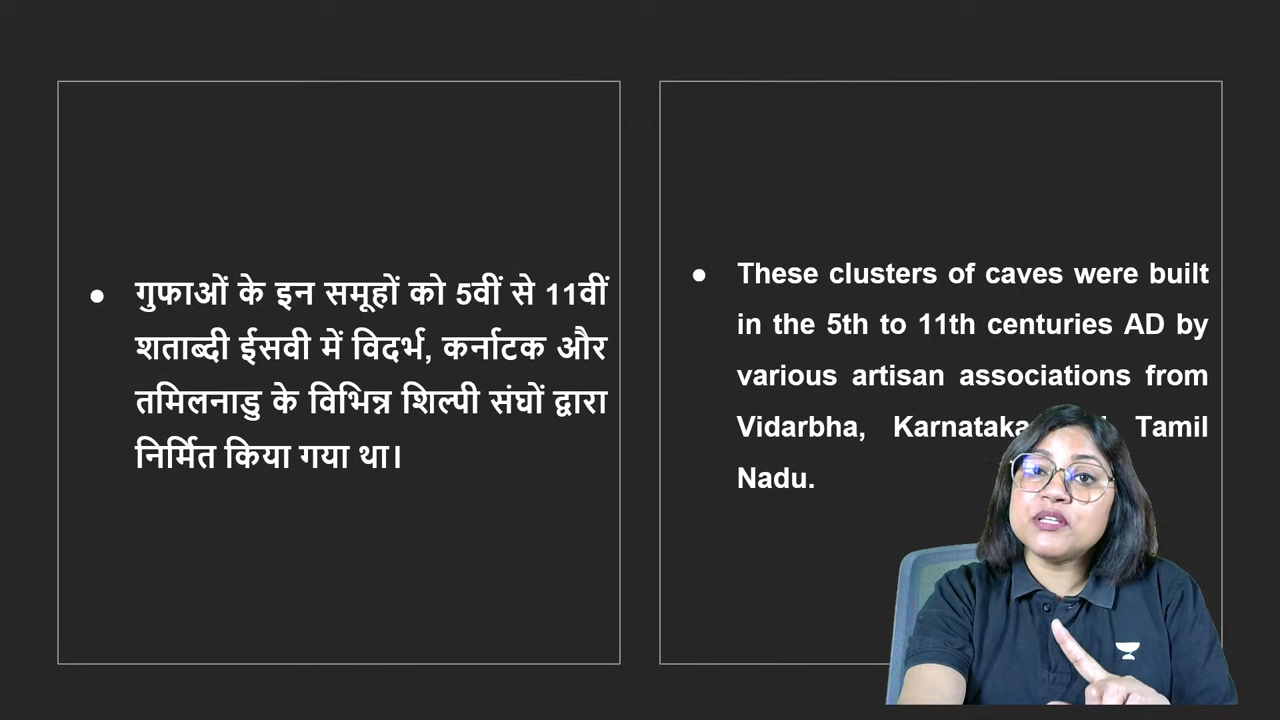 ● गुफाओं के इन समूहों को 5वीं से 11वीं
शताब्दी ईसवी में विदर्भ, कर्नाटक और
तमिलनाडु के विभिन्न शिल्पी संघों द्वारा
निर्मित किया गया था।
● These clusters of caves were built
in the 5th to 11th centuries AD by
various artisan associations from
Vidarbha, Karnataka Tamil
Nadu.